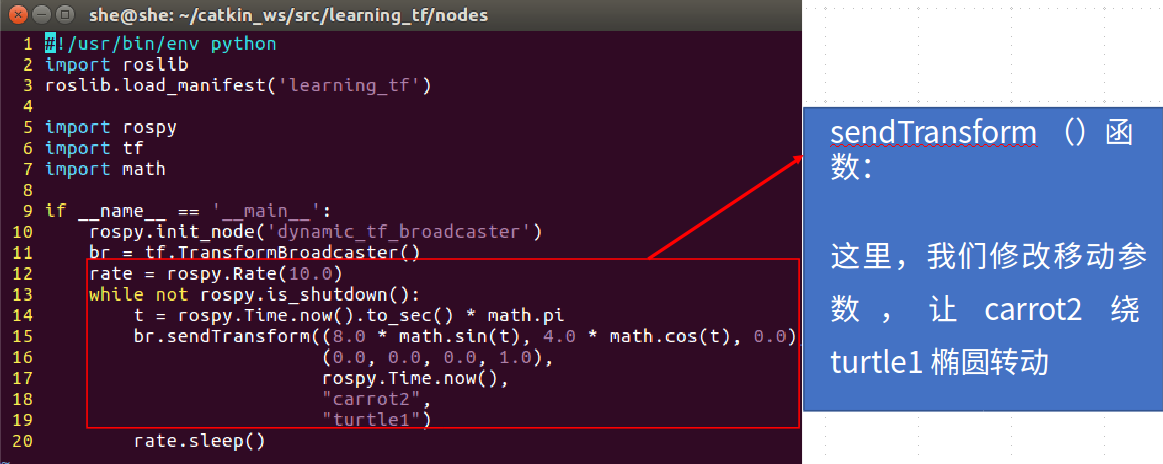 she@she: ~/catkin_ws/src/learning_tf/nodes
1 #!/usr/bin/env python
2 import roslib
3 roslib.load_manifest('learning_tf')
4
5 import rospy
6 import tf
7 import math
8
9 if __name__ == '__main__':
10     rospy.init_node('dynamic_tf_broadcaster')
11     br = tf.TransformBroadcaster()
12     rate = rospy.Rate(10.0)
13     while not rospy.is_shutdown():
14         t = rospy.Time.now().to_sec() * math.pi
15         br.sendTransform((8.0 * math.sin(t), 4.0 * math.cos(t), 0.0),
16                          (0.0, 0.0, 0.0, 1.0),
17                          rospy.Time.now(),
18                          "carrot2",
19                          "turtle1")
20         rate.sleep()
~
sendTransform （）函
数：
这里，我们修改移动参
数，让 carrot2 绕
turtle1 椭圆转动